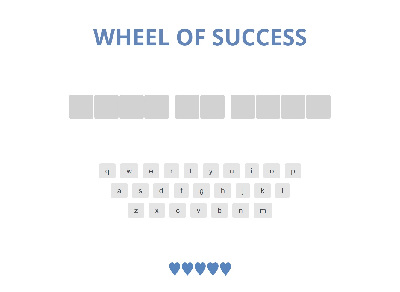 WHEEL OF SUCCESS
q w e r t y u i o p
a s d f g h j k l
z x c v b n m